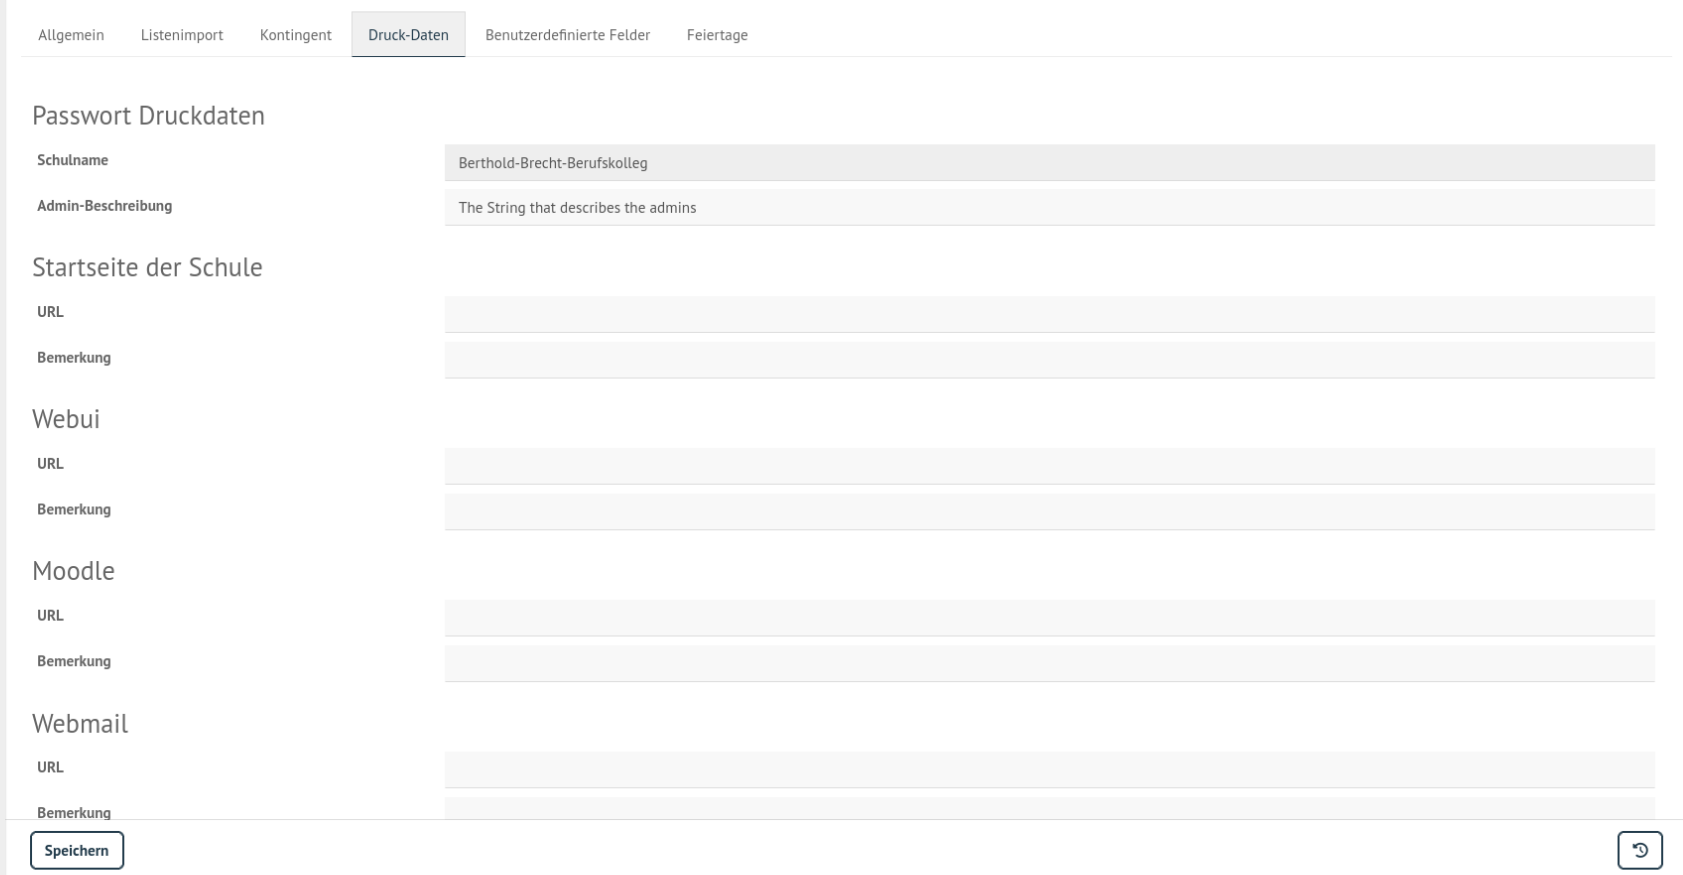 Allgemein Listenimport Kontingent Druck-Daten Benutzerdefinierte Felder Feiertage
Passwort Druckdaten
Schulname Berthold-Brecht-Berufskolleg
Admin-Beschreibung The String that describes the admins
Startseite der Schule
URL
Bemerkung
Webui
URL
Bemerkung
Moodle
URL
Bemerkung
Webmail
URL
Bemerkung
Speichern